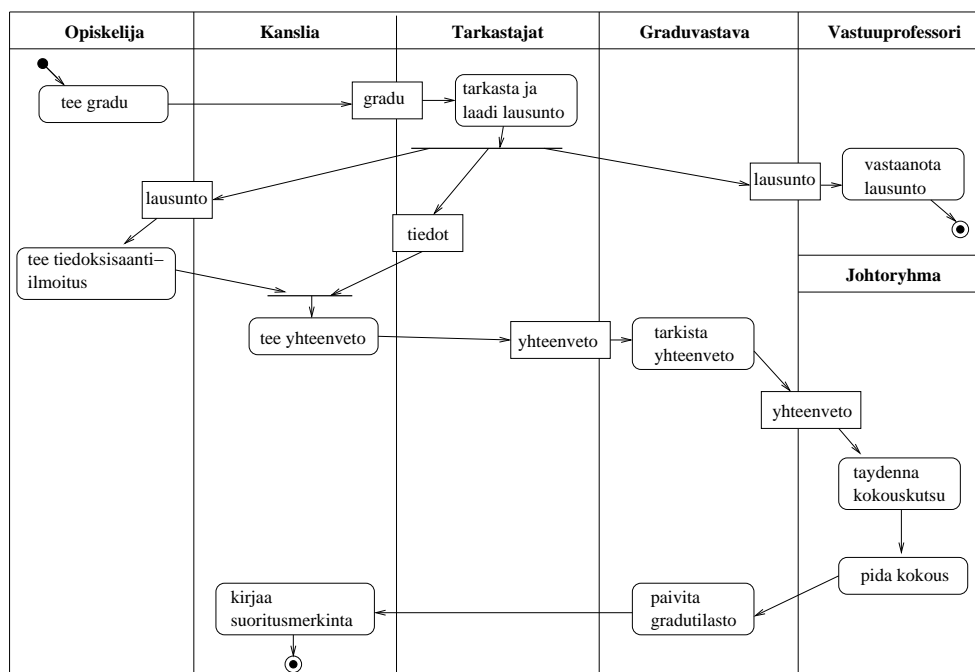 Opiskelija
Kanslia
Tarkastajat
Graduvastava
Vastuuprofessori
tee gradu
gradu
tarkasta ja
laadi lausunto
lausunto
tiedot
lausunto
vastaanota
lausunto
tee tiedoksisaanti–
ilmoitus
Johtoryhma
tee yhteenveto
yhteenveto
tarkista
yhteenveto
yhteenveto
taydenna
kokouskutsu
pida kokous
paivita
gradutilasto
kirjaa
suoritusmerkinta